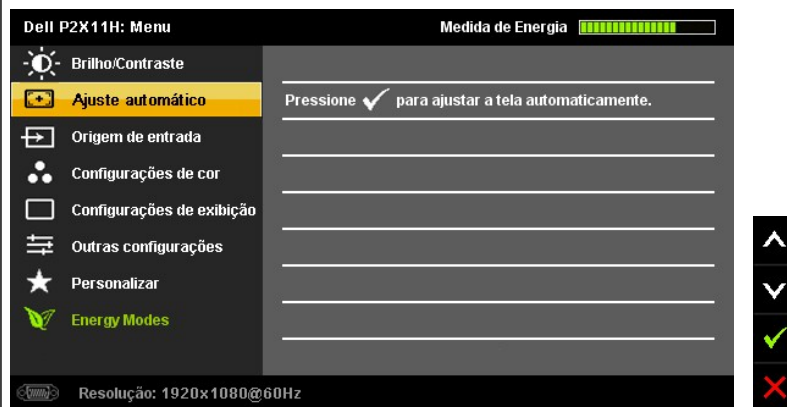 Dell P2X11H: Menu
Medida de Energia
Brilho/Contraste
Ajuste automático
Pressione para ajustar a tela automaticamente.
Origem de entrada
Configurações de cor
Configurações de exibição
Outras configurações
Personalizar
Energy Modes
Resolução: 1920x1080@60Hz